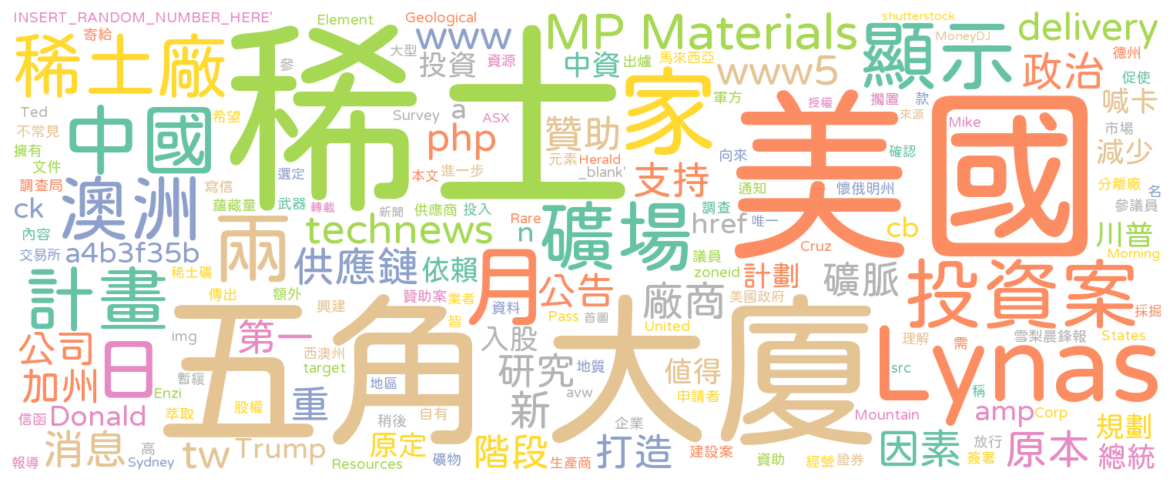 INSERT_RANDOM_NUMBER_HERE'
寄給
Element
Geological
www
MP Materials
shutterstock
MoneyDJ
delivery
稀土廠
稀土
大型
參
投資
資源
中資
出爐
馬來西亞
家
www5
顯示
政治
德州
促使
Ted
不常見
擁有
文件
中國
希望
Survey
a
ASX
php
贊助
軍方
授權
擱置
款
來源
喊卡
市場
減少
調查局
寫信
選定
進一步
本文
元素
Herald
_blank'
支持
向來
美國
Mike
確認
分離廠
參議員
ck
澳洲
蘊藏量
武器
轉載
新聞
供應商
投入
Rare
n
礦場
調查
href
通知
唯一
懷俄明州
名
內容
交易所
a4b3f35b
兩
technews
議員
zoneid
Cruz
cb
川普
Morning
稀土礦
供應鏈
依賴
月
公告
計劃
礦脈
投資案
採掘
計畫
傳出
額外
贊助案
業者
資料
廠商
美國政府
興建
皆
Pass
首圖
United
理解
需
雪梨晨鋒報
States
公司
日
第一
img
西澳州
target
五角大廈
入股
研究
地質
值得
src
Lynas
稱
加州
Enzi
暫緩
地區
avw
申請者
信函
Donald
萃取
股權
重
稍後
自有
新
企業
Mountain
amp
Corp
規劃
消息
高
tw
Trump
原定
階段
打造
建設案
因素
放行
簽署
原本
總統
報導
Sydney
Resources
礦物
生產商
資助
經營
證券